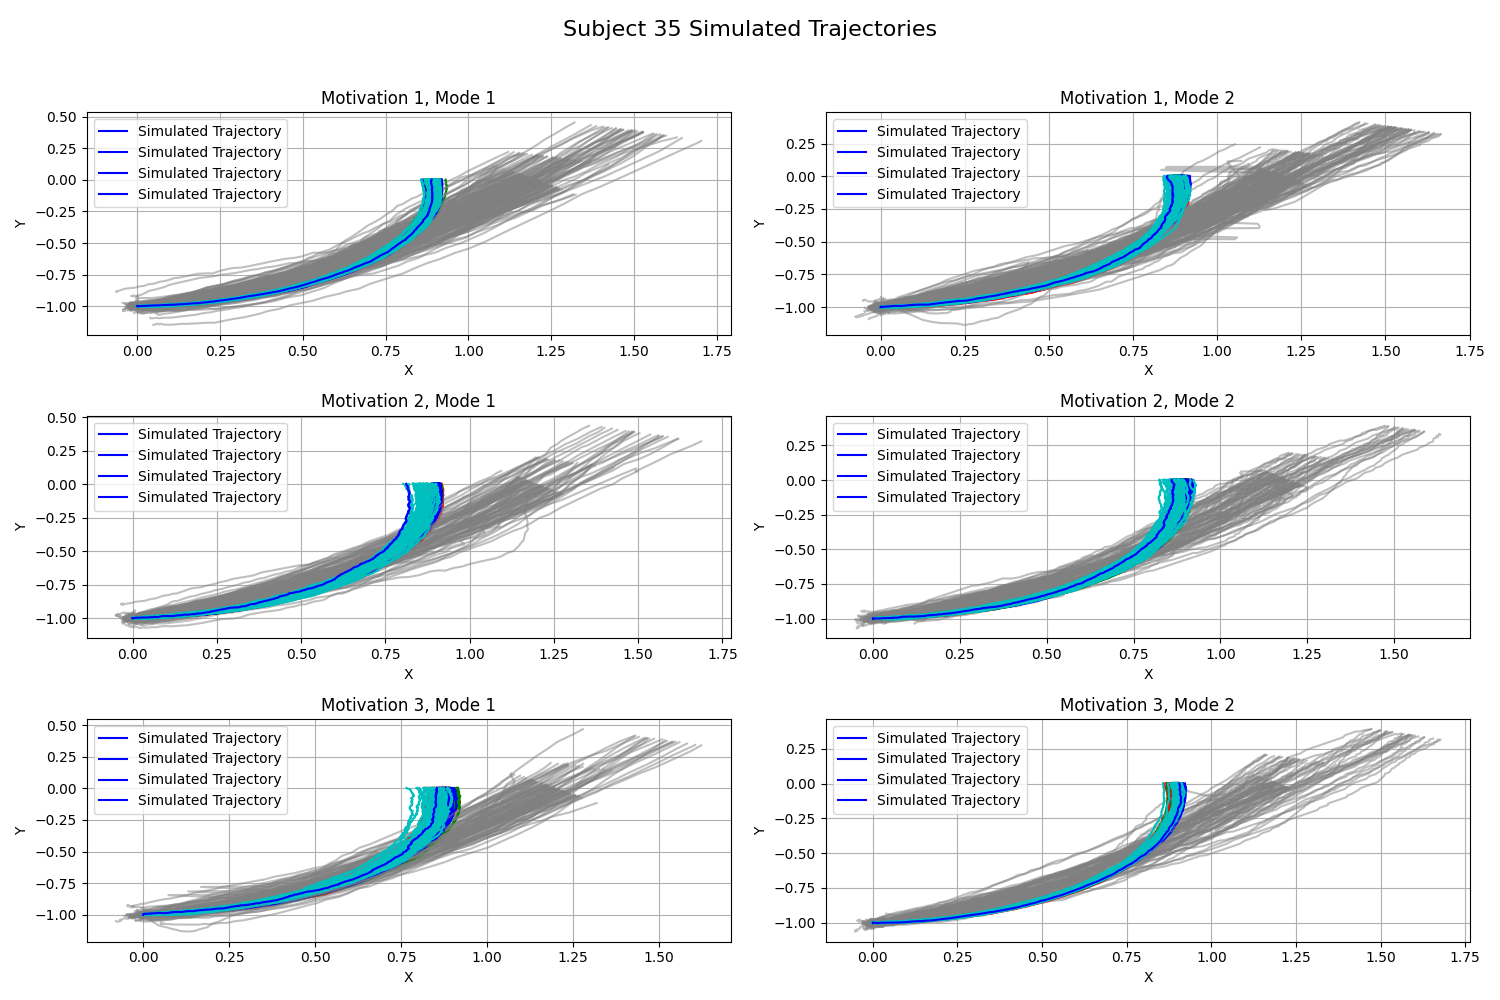 Subject 35 Simulated Trajectories
Motivation 1, Mode 1
Simulated Trajectory
Simulated Trajectory
Simulated Trajectory
Simulated Trajectory
Y
0.50
0.25
0.00
−0.25
−0.50
−0.75
−1.00
0.00 0.25 0.50 0.75 1.00 1.25 1.50 1.75
X
Motivation 1, Mode 2
Simulated Trajectory
Simulated Trajectory
Simulated Trajectory
Simulated Trajectory
Y
0.25
0.00
−0.25
−0.50
−0.75
−1.00
0.00 0.25 0.50 0.75 1.00 1.25 1.50 1.75
X
Motivation 2, Mode 1
Simulated Trajectory
Simulated Trajectory
Simulated Trajectory
Simulated Trajectory
Y
0.50
0.25
0.00
−0.25
−0.50
−0.75
−1.00
0.00 0.25 0.50 0.75 1.00 1.25 1.50 1.75
X
Motivation 2, Mode 2
Simulated Trajectory
Simulated Trajectory
Simulated Trajectory
Simulated Trajectory
Y
0.25
0.00
−0.25
−0.50
−0.75
−1.00
0.00 0.25 0.50 0.75 1.00 1.25 1.50
X
Motivation 3, Mode 1
Simulated Trajectory
Simulated Trajectory
Simulated Trajectory
Simulated Trajectory
Y
0.50
0.25
0.00
−0.25
−0.50
−0.75
−1.00
0.00 0.25 0.50 0.75 1.00 1.25 1.50
X
Motivation 3, Mode 2
Simulated Trajectory
Simulated Trajectory
Simulated Trajectory
Simulated Trajectory
Y
0.25
0.00
−0.25
−0.50
−0.75
−1.00
0.00 0.25 0.50 0.75 1.00 1.25 1.50 1.75
X